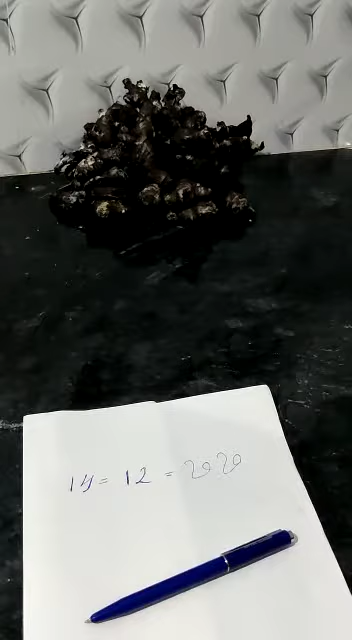 14 = 12 = 2020